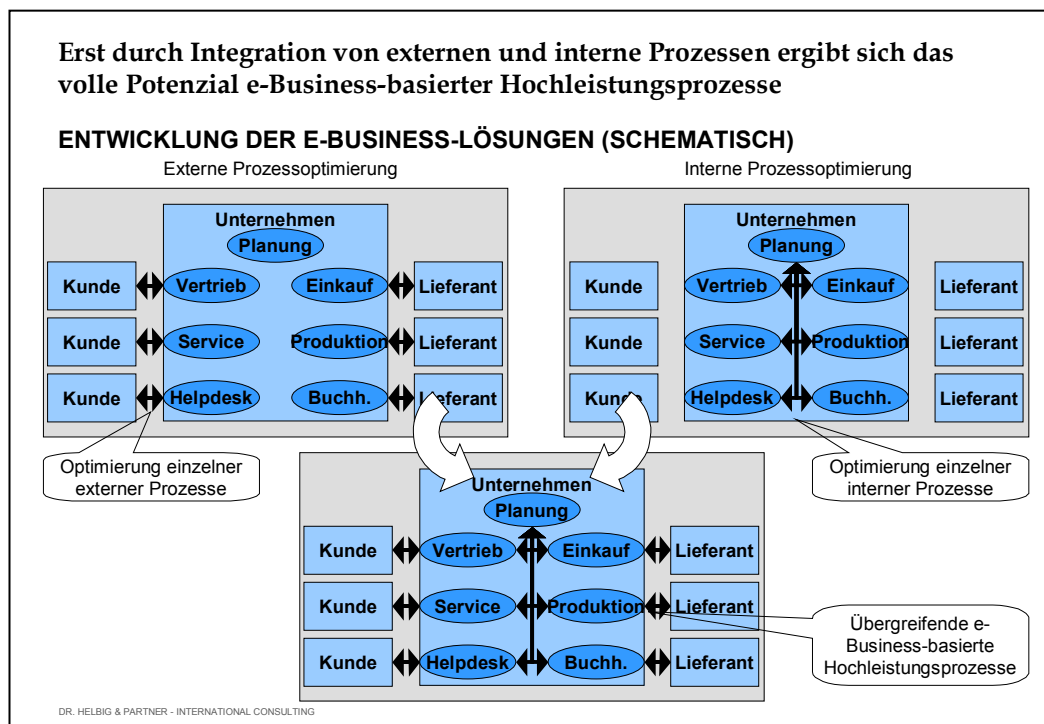 Erst durch Integration von externen und interne Prozessen ergibt sich das
volle Potenzial e-Business-basierter Hochleistungsprozesse
ENTWICKLUNG DER E-BUSINESS-LÖSUNGEN (SCHEMATISCH)
Externe Prozessoptimierung
Unternehmen
Planung
Kunde Vertrieb Einkauf Lieferant
Kunde Service Produktion Lieferant
Kunde Helpdesk Buchh. Lieferant
Optimierung einzelner
externer Prozesse
Interne Prozessoptimierung
Unternehmen
Planung
Kunde Vertrieb Einkauf Lieferant
Kunde Service Produktion Lieferant
Kunde Helpdesk Buchh. Lieferant
Optimierung einzelner
interner Prozesse
Unternehmen
Planung
Kunde Vertrieb Einkauf Lieferant
Kunde Service Produktion Lieferant
Kunde Helpdesk Buchh. Lieferant
Übergreifende e-
Business-basierte
Hochleistungsprozesse
DR. HELBIG & PARTNER - INTERNATIONAL CONSULTING